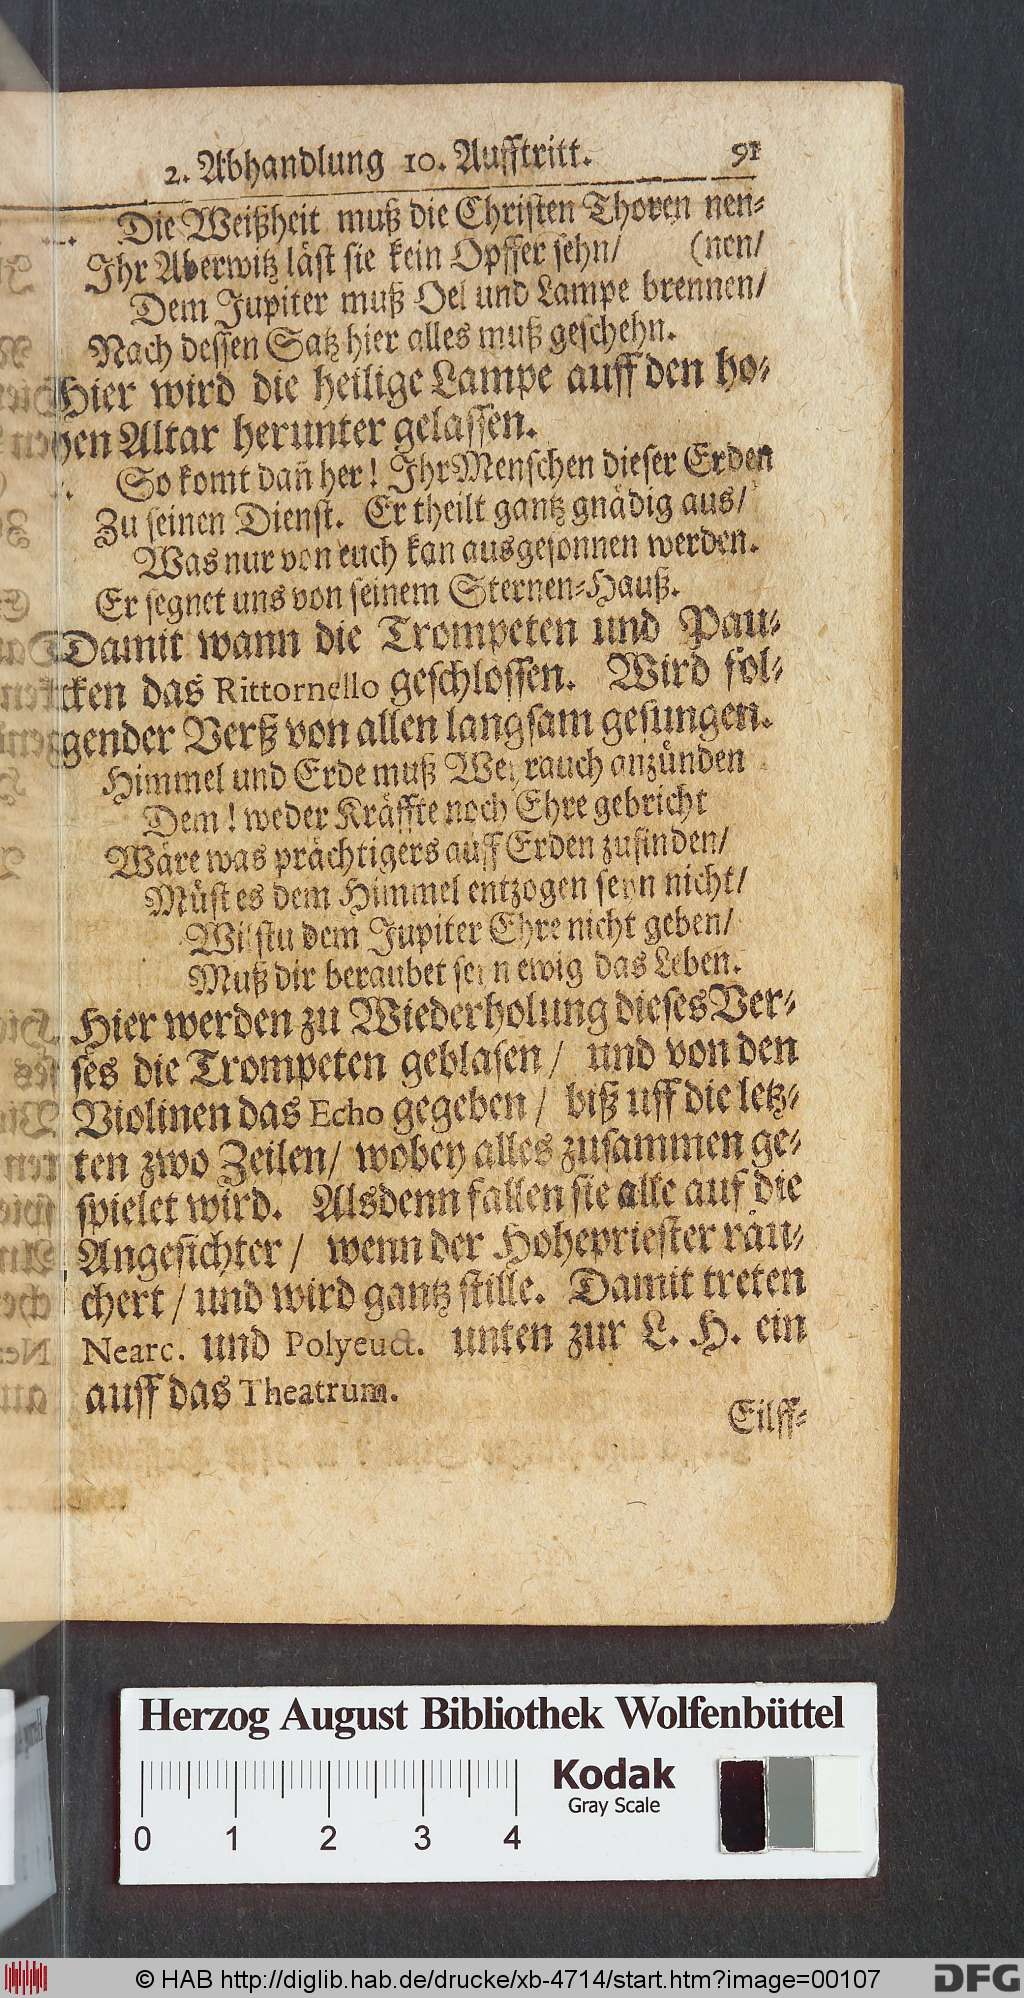 2. Abhandlung 10. Aufftritt. 91
Die Weißheit muß die Christen Thoren nen-
Ihr Aberwitz läst sie kein Opffer sehn/ (nen/
Dem Jupiter muß Oel und Lampe brennen/
Nach dessen Satz hier alles muß geschehn.
Hier wird die heilige Lampe auff den ho-
hen Altar herunter gelassen.
So komt dañ her! Ihr Menschen dieser Erden
Zu seinen Dienst. Er theilt gantz gnädig aus/
Was nur von euch kan ausgesonnen werden.
Er segnet uns von seinem Sternen-Hauß.
Damit wann die Trompeten und Pau-
cken das Rittornello geschlossen. Wird fol-
gender Verß von allen langsam gesungen.
Himmel und Erde muß Weyrauch anzünden
Dem! weder Kräffte noch Ehre gebricht
Wäre was prächtigers auff Erden zufinden/
Müst es dem Himmel entzogen seyn nicht/
Wilstu dem Jupiter Ehre nicht geben/
Muß dir beraubet seyn ewig das Leben.
Hier werden zu Wiederholung dieses Ver-
ses die Trompeten geblasen/ und von den
Violinen das Echo gegeben/ biß uff die letz-
ten zwo Zeilen/ wobey alles zusammen ge-
spielet wird. Alsdenn fallen sie alle auf die
Angesichter/ wenn der Hohepriester räu-
chert/ und wird gantz stille. Damit treten
Nearc. und Polyeuct. unten zur L. H. ein
auff das Theatrum.
Eilff-
Herzog August Bibliothek Wolfenbüttel
Kodak
Gray Scale
0 1 2 3 4
© HAB http://diglib.hab.de/drucke/xb-4714/start.htm?image=00107
DFG